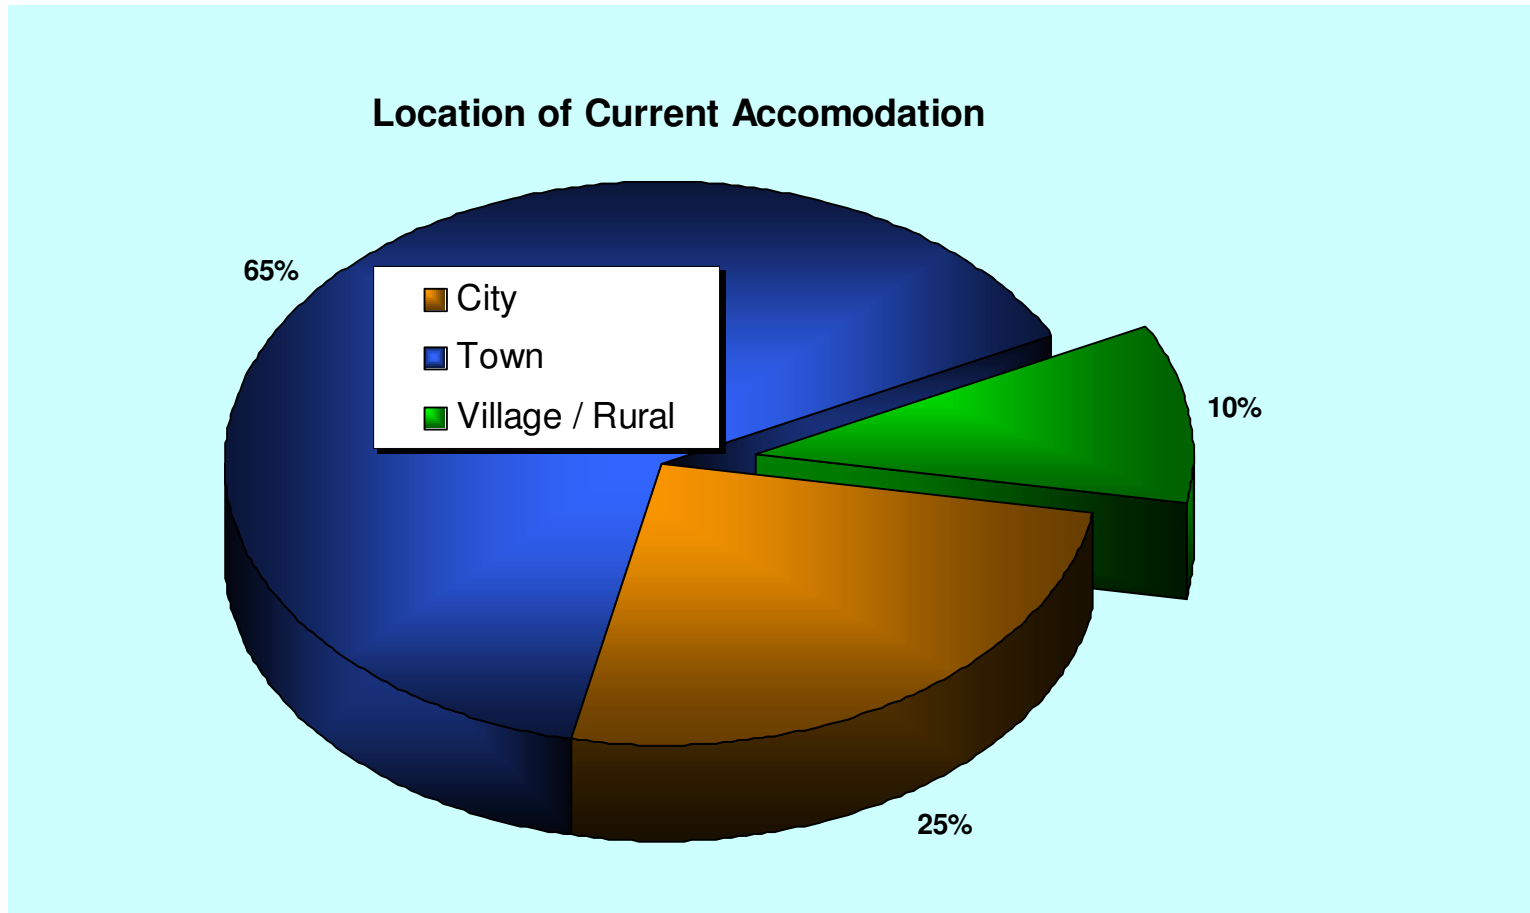 Location of Current Accomodation
65%
City
Town
Village / Rural
10%
25%